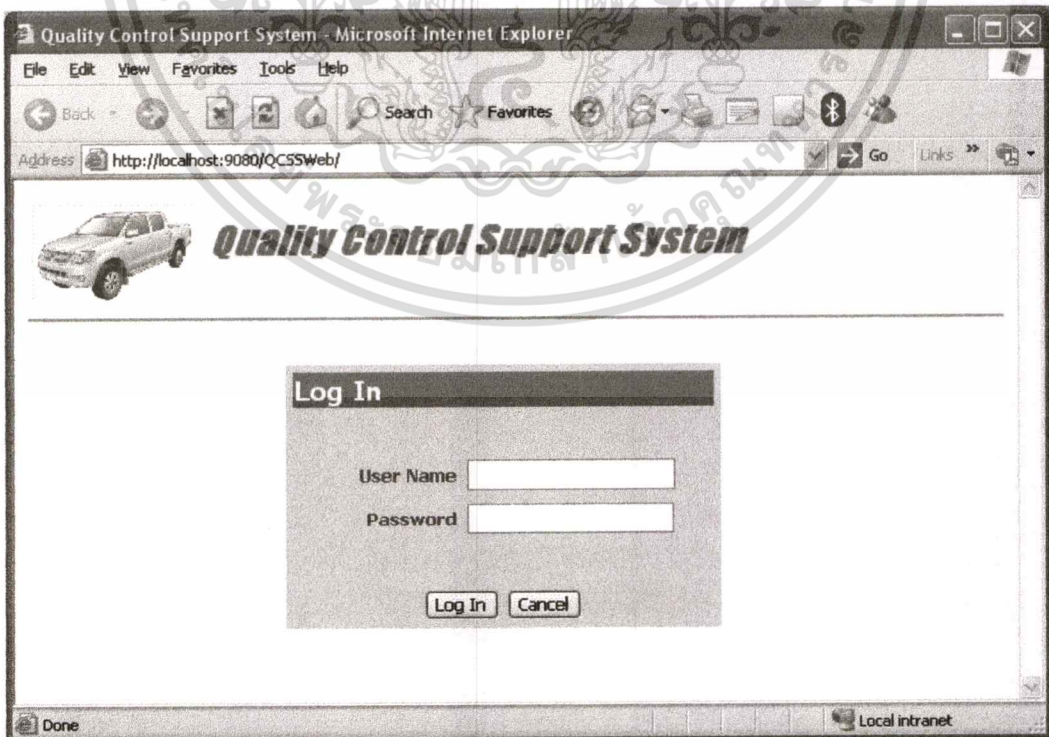 Quality Control Support System - Microsoft Internet Explorer
File Edit View Favorites Tools Help
Back Search Favorites
Address http://localhost:9080/QCSSWeb/ Go Links »
Quality Control Support System
Log In
User Name
Password
Log In Cancel
Done Local intranet